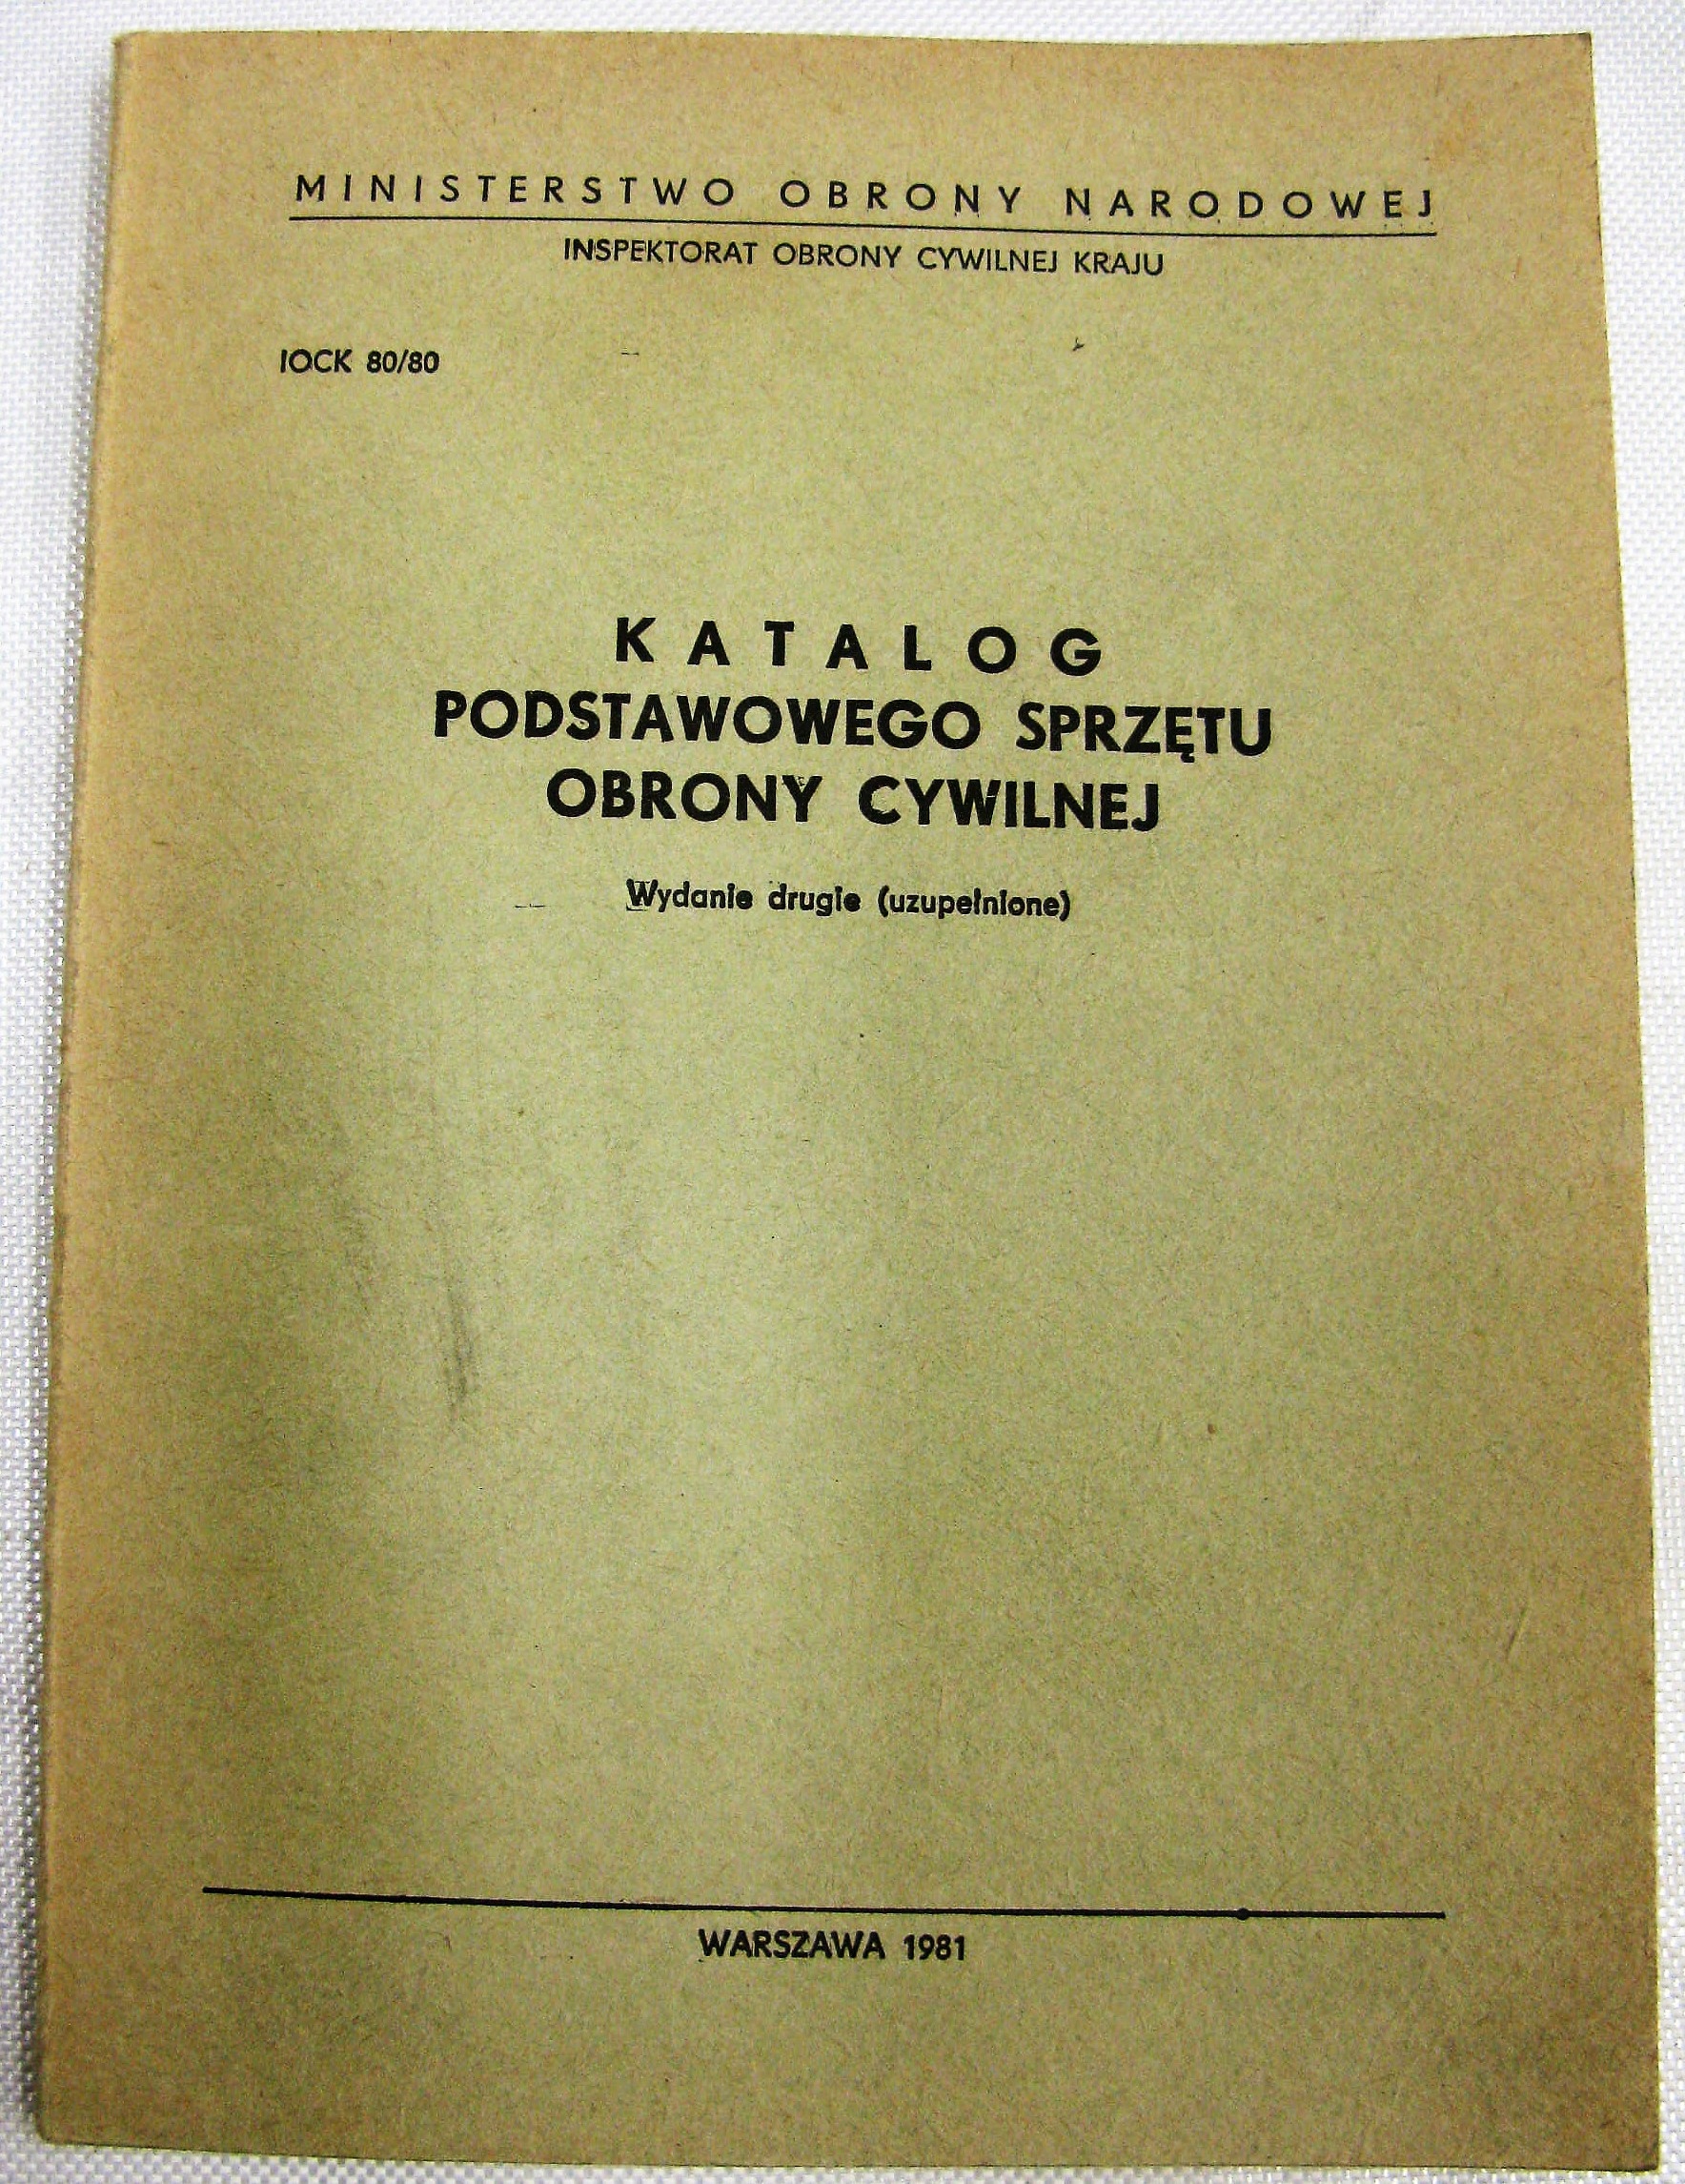 MINISTERSTWO OBRONY NARODOWEJ
INSPEKTORAT OBRONY CYWILNEJ KRAJU
IOCK 80/80
KATALOG
PODSTAWOWEGO SPRZĘTU
OBRONY CYWILNEJ
Wydanie drugie (uzupełnione)
WARSZAWA 1981